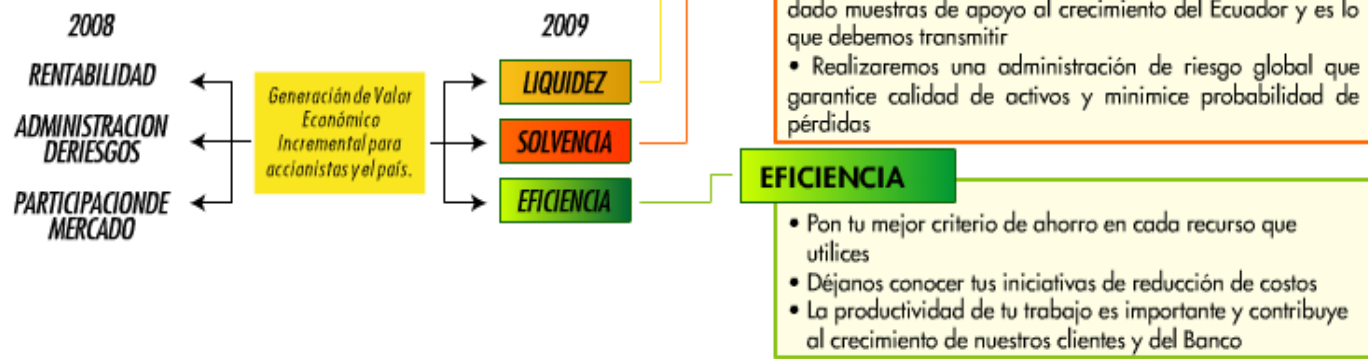 2008
RENTABILIDAD
ADMINISTRACION
DERIESGOS
PARTICIPACIONDE
MERCADO
Generación de Valor
Económico
Incremental para
accionistas y el país.
2009
LIQUIDEZ
SOLVENCIA
EFICIENCIA
dado muestras de apoyo al crecimiento del Ecuador y es lo
que debemos transmitir
• Realizaremos una administración de riesgo global que
garantice calidad de activos y minimice probabilidad de
pérdidas
EFICIENCIA
• Pon tu mejor criterio de ahorro en cada recurso que
utilices
• Déjanos conocer tus iniciativas de reducción de costos
• La productividad de tu trabajo es importante y contribuye
al crecimiento de nuestros clientes y del Banco